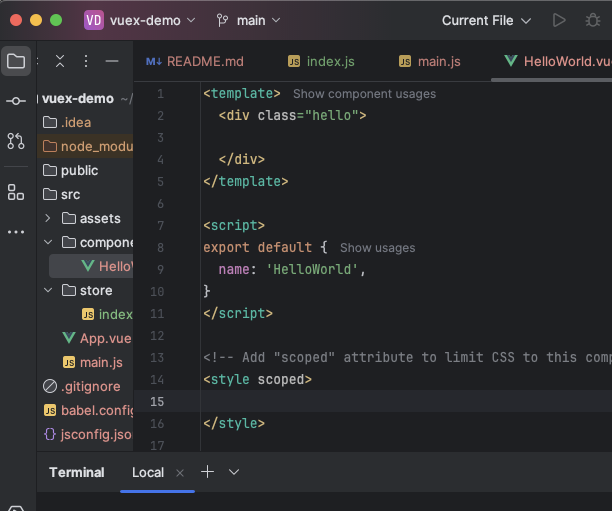 VD vuex-demo main Current File
README.md index.js main.js HelloWorld.vue
vuex-demo ~/
.idea
node_modu
public
src
assets
compone
HelloW
store
index
App.vue
main.js
.gitignore
babel.config
jsconfig.json
1 <template> Show component usages
2 <div class="hello">
3
4 </div>
5 </template>
6
7 <script>
8 export default { Show usages
9 name: 'HelloWorld',
10 }
11 </script>
12
13 <!-- Add "scoped" attribute to limit CSS to this comp
14 <style scoped>
15
16 </style>
17
Terminal Local